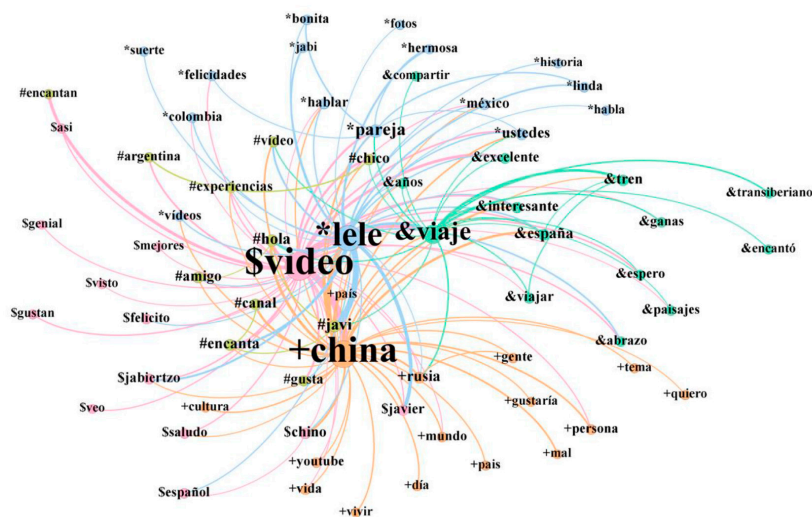 *bonita
*fotos
*suerte
*jabi
*hermosa
*historia
*felicidades
&compartir
*linda
#encantan
*hablar
*méxico
*habla
$asi
*colombia
*pareja
*ustedes
#video
#argentina
#chico
&excelente
#experiencias
&años
&tren
&transiberiano
*vídeos
&interesante
$genial
*lele
&viaje
&ganas
#hola
&españa
$mejores
&encantó
$video
#amigo
&espero
$visto
+país
&viajar
#canal
&paisajes
$gustan
$felicito
#javi
#encanta
+china
&abrazo
+gente
$jabiertzo
#gusta
+rusia
+tema
+quiero
$veo
+cultura
$javier
+gustaría
$saludo
$chino
+mundo
+persona
+youtube
+pais
+mal
$español
+vida
+día
+vivir